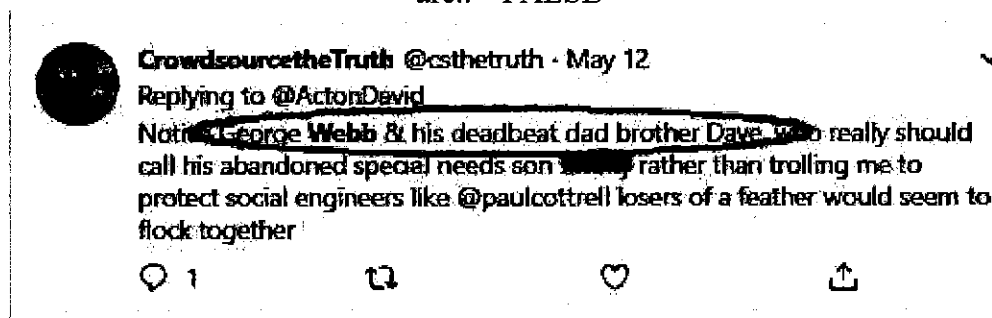 FALSE
CrowdsourcetheTruth @csthetruth · May 12
Replying to @ActonDavid
George Webb & his deadbeat dad brother Dave, who really should
call his abandoned special needs son rather than trolling me to
protect social engineers like @paulcottrell losers of a feather would seem to
flock together
1